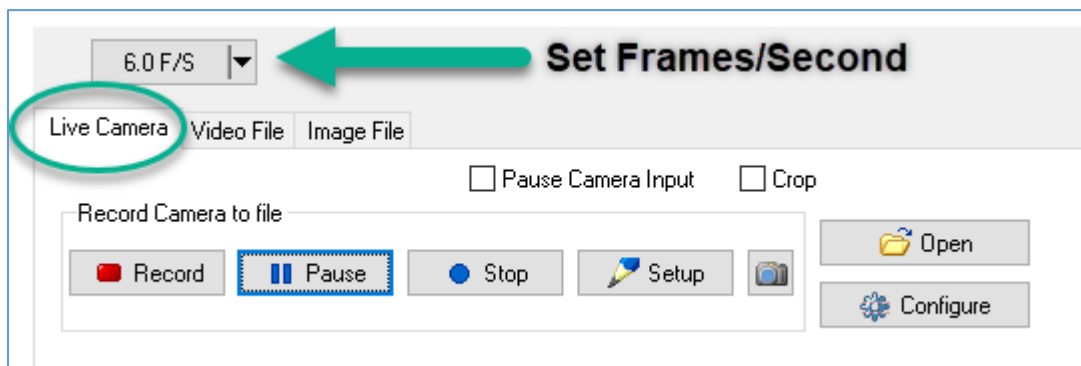 6.0 F/S
Set Frames/Second
Live Camera Video File Image File
Pause Camera Input Crop
Record Camera to file
Record Pause Stop Setup
Open
Configure